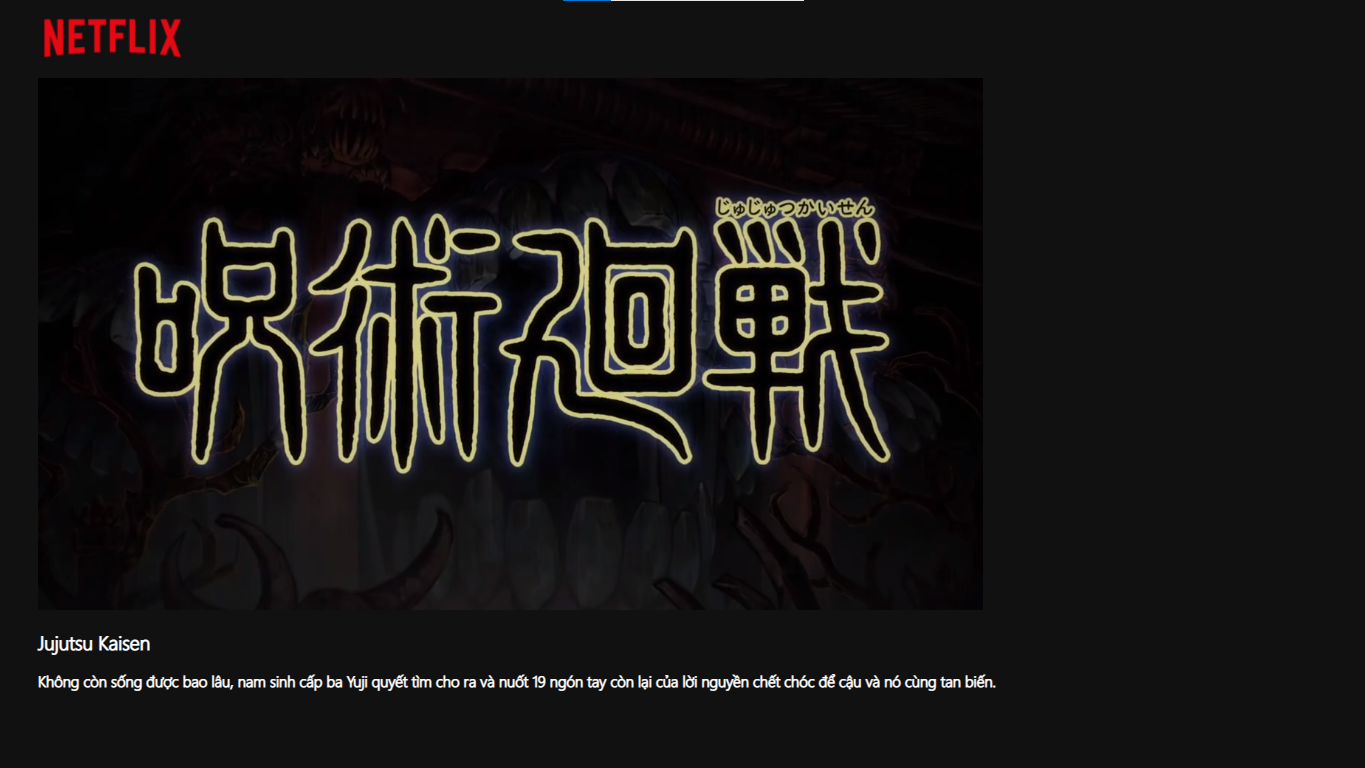 NETFLIX
じゅじゅつかいせん
呪術廻戦
Jujutsu Kaisen
Không còn sống được bao lâu, nam sinh cấp ba Yuji quyết tìm cho ra và nuốt 19 ngón tay còn lại của lời nguyền chết chóc để cậu và nó cùng tan biến.